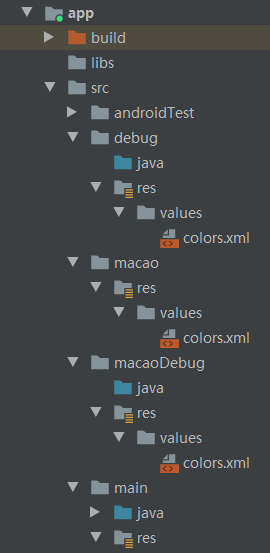 app
build
libs
src
androidTest
debug
java
res
values
colors.xml
macao
res
values
colors.xml
macaoDebug
java
res
values
colors.xml
main
java
res